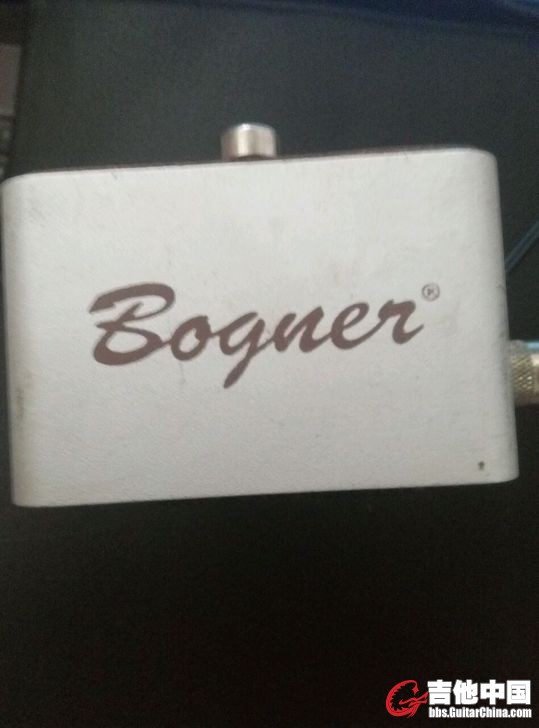 Bogner®
吉他中国
bbs.GuitarChina.com